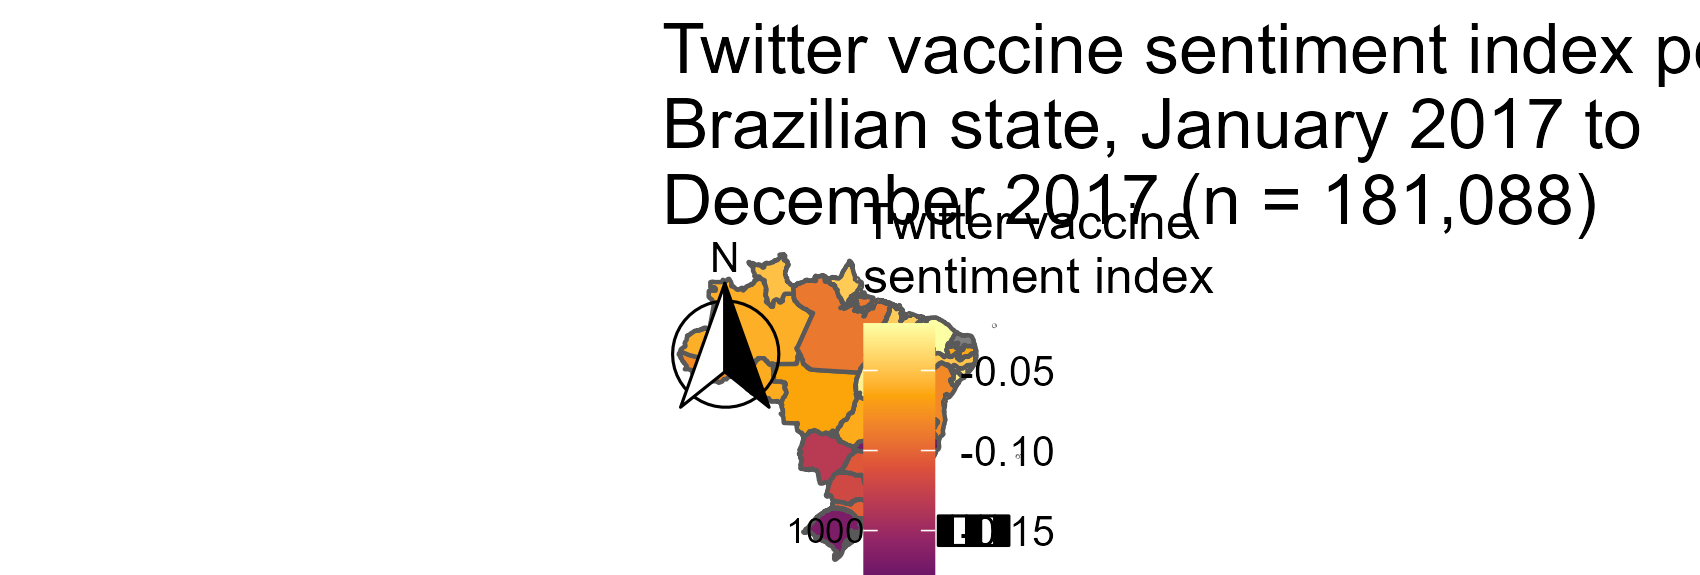 Twitter vaccine sentiment index pe
Brazilian state, January 2017 to
December 2017 (n = 181,088)
Twitter vaccine
sentiment index
N
-0.05
-0.10
1000
-0.15